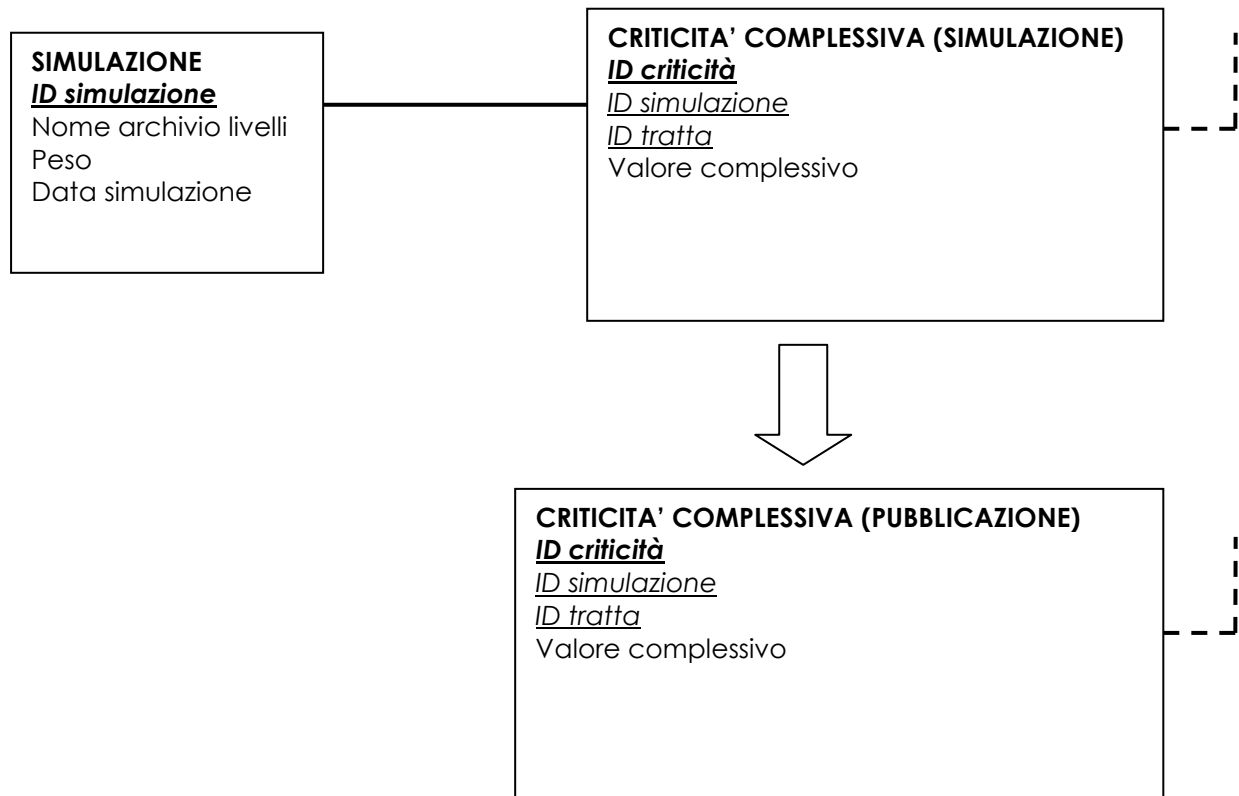 SIMULAZIONE
ID simulazione
Nome archivio livelli
Peso
Data simulazione
CRITICITA’ COMPLESSIVA (SIMULAZIONE)
ID criticità
ID simulazione
ID tratta
Valore complessivo
CRITICITA’ COMPLESSIVA (PUBBLICAZIONE)
ID criticità
ID simulazione
ID tratta
Valore complessivo